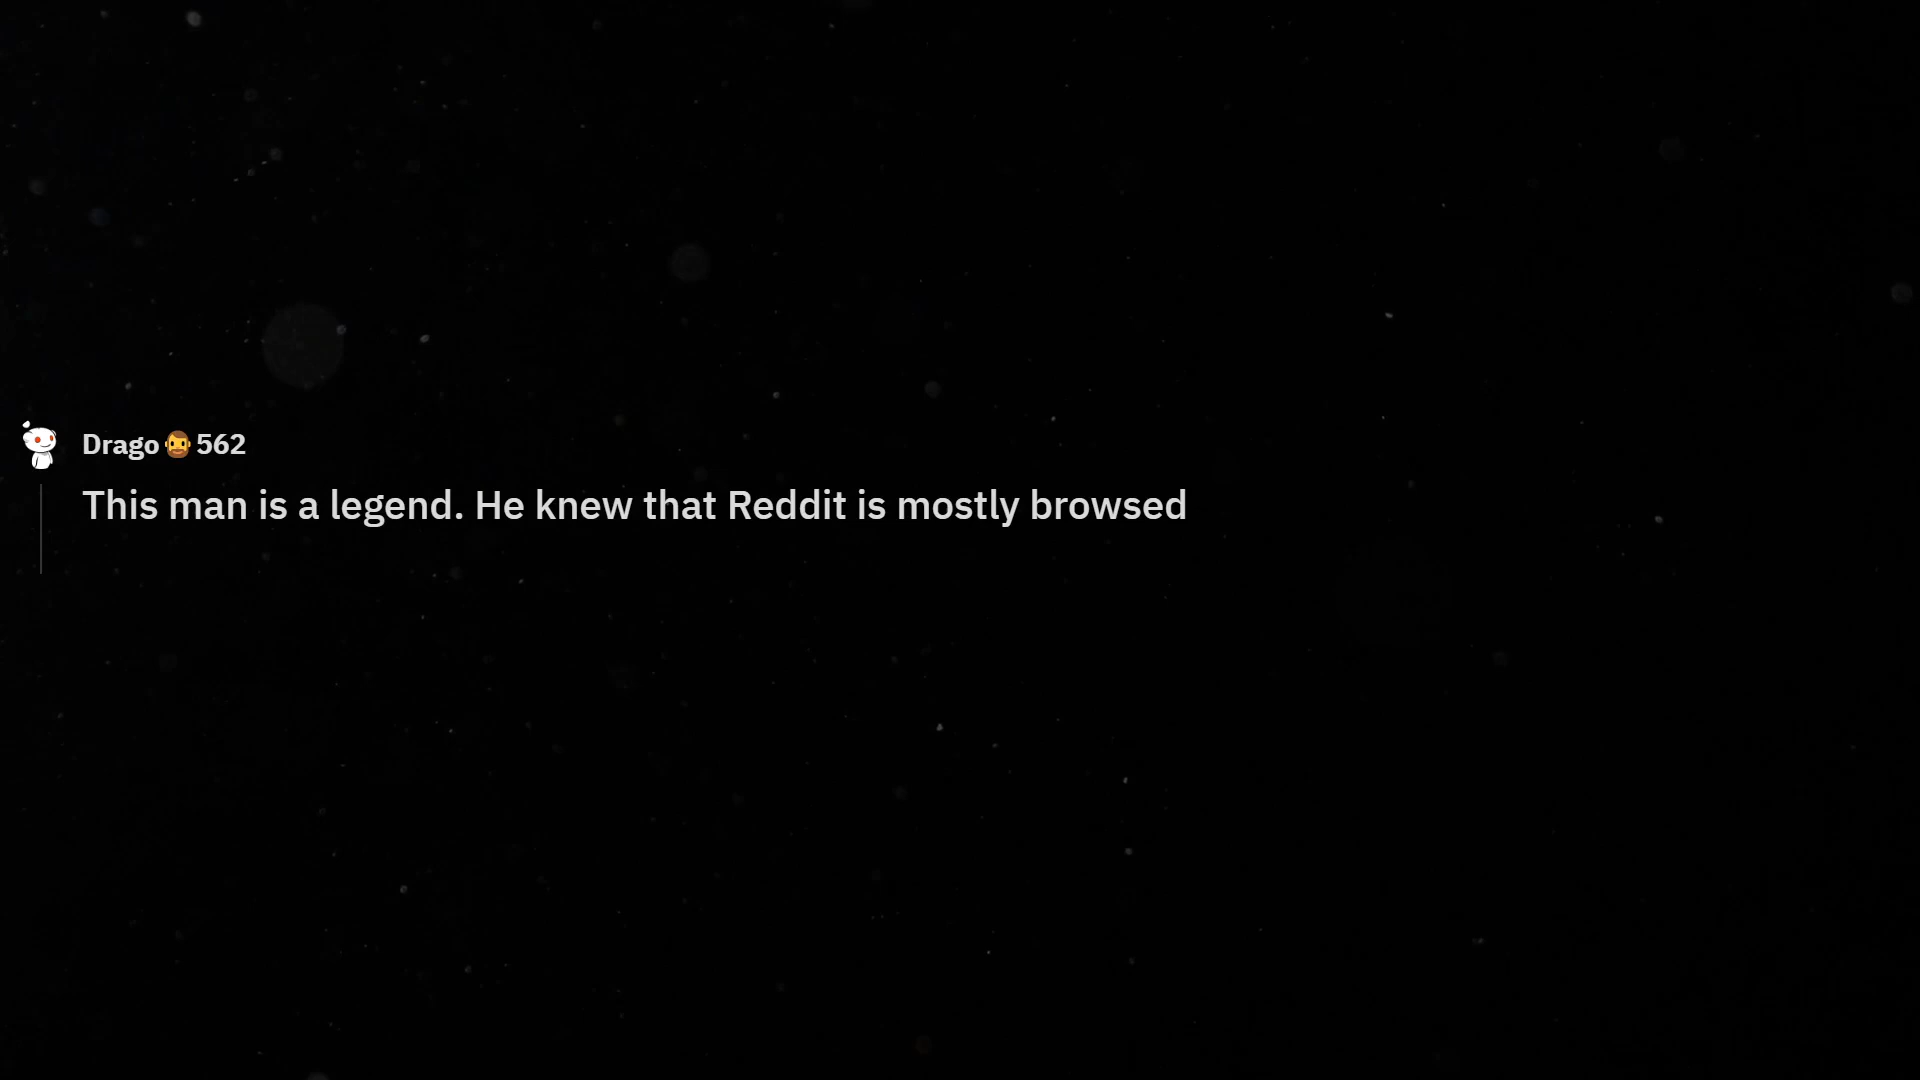 Drago🧔562
This man is a legend. He knew that Reddit is mostly browsed